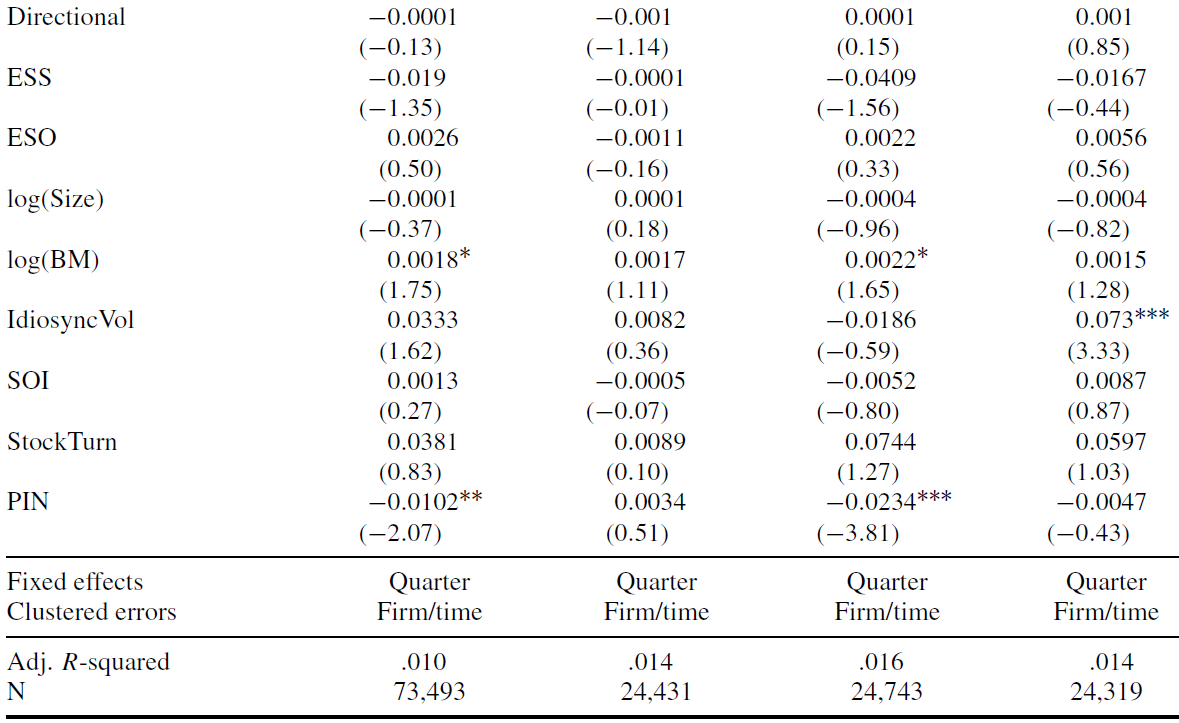 Directional −0.0001 −0.001 0.0001 0.001
(−0.13) (−1.14) (0.15) (0.85)
ESS −0.019 −0.0001 −0.0409 −0.0167
(−1.35) (−0.01) (−1.56) (−0.44)
ESO 0.0026 −0.0011 0.0022 0.0056
(0.50) (−0.16) (0.33) (0.56)
log(Size) −0.0001 0.0001 −0.0004 −0.0004
(−0.37) (0.18) (−0.96) (−0.82)
log(BM) 0.0018* 0.0017 0.0022* 0.0015
(1.75) (1.11) (1.65) (1.28)
IdiosyncVol 0.0333 0.0082 −0.0186 0.073***
(1.62) (0.36) (−0.59) (3.33)
SOI 0.0013 −0.0005 −0.0052 0.0087
(0.27) (−0.07) (−0.80) (0.87)
StockTurn 0.0381 0.0089 0.0744 0.0597
(0.83) (0.10) (1.27) (1.03)
PIN −0.0102** 0.0034 −0.0234*** −0.0047
(−2.07) (0.51) (−3.81) (−0.43)
Fixed effects Quarter Quarter Quarter Quarter
Clustered errors Firm/time Firm/time Firm/time Firm/time
Adj. R-squared .010 .014 .016 .014
N 73,493 24,431 24,743 24,319